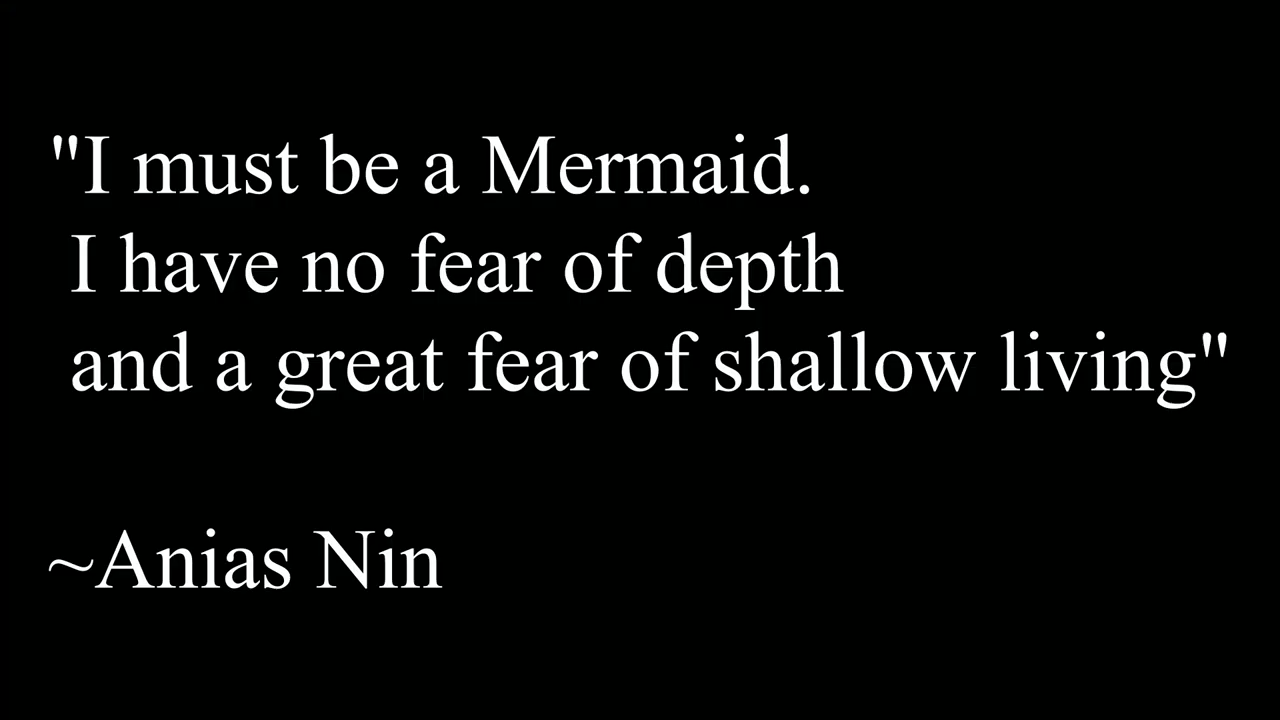 "I must be a Mermaid.
I have no fear of depth
and a great fear of shallow living"
~Anias Nin